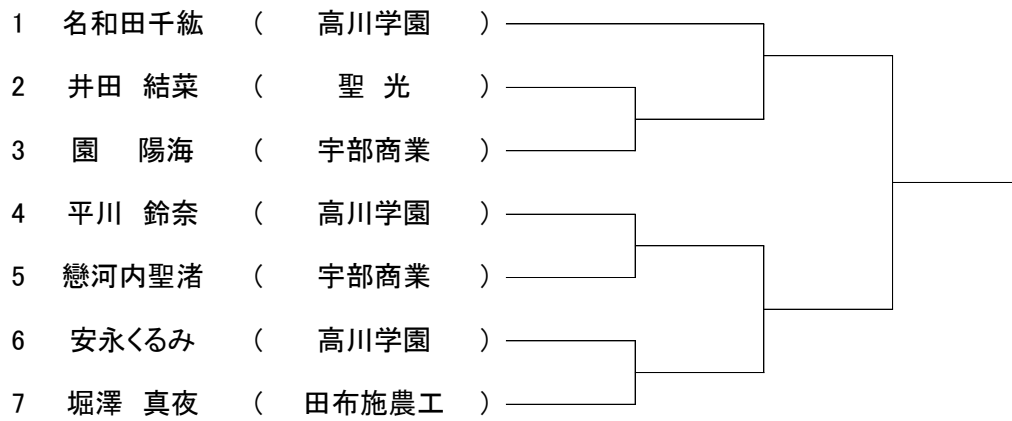 1 名和田千紘 ( 高川学園 )
2 井田 結菜 ( 聖 光 )
3 園 陽海 ( 宇部商業 )
4 平川 鈴奈 ( 高川学園 )
5 戀河内聖渚 ( 宇部商業 )
6 安永くるみ ( 高川学園 )
7 堀澤 真夜 ( 田布施農工 )